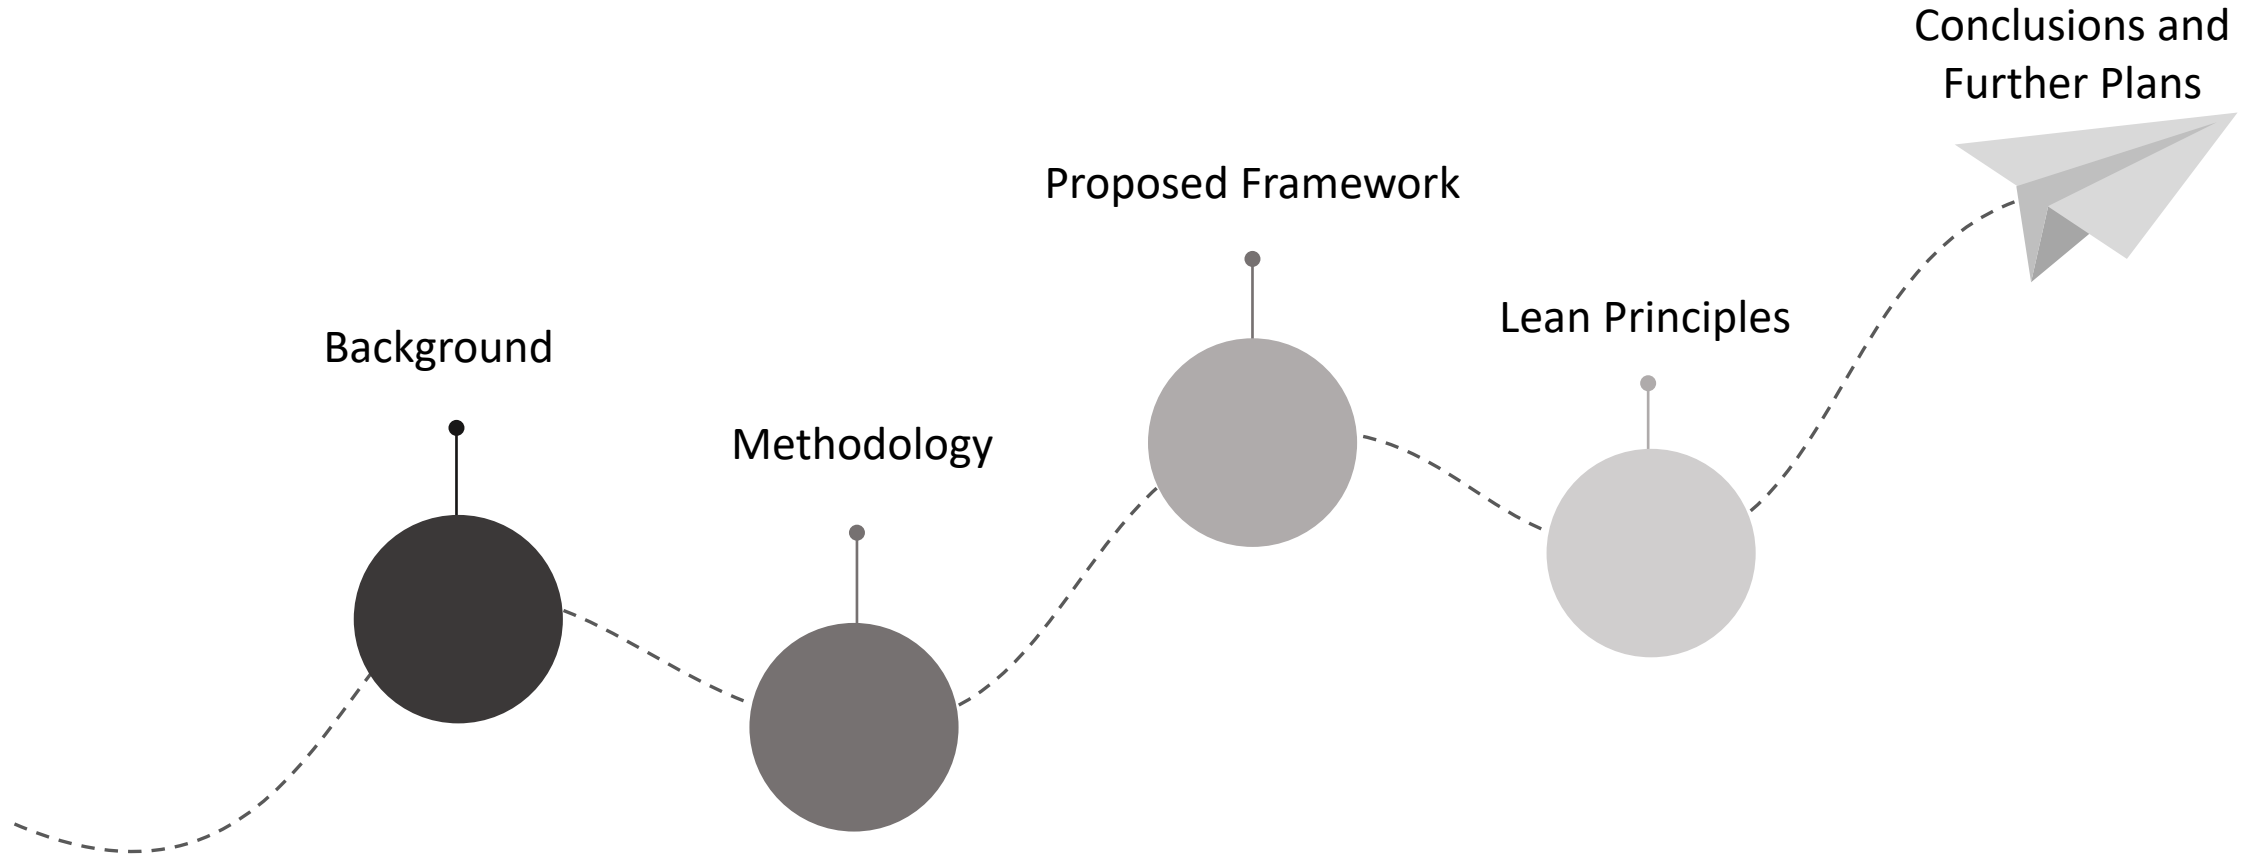 Background
Methodology
Proposed Framework
Lean Principles
Conclusions and
Further Plans